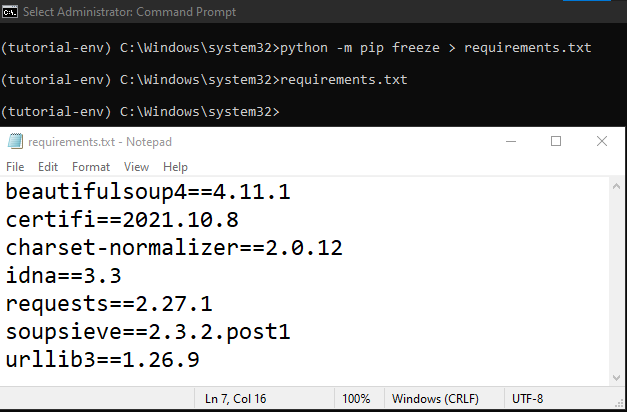 Select Administrator: Command Prompt
(tutorial-env) C:\Windows\system32>python -m pip freeze > requirements.txt
(tutorial-env) C:\Windows\system32>requirements.txt
(tutorial-env) C:\Windows\system32>
requirements.txt - Notepad
File Edit Format View Help
beautifulsoup4==4.11.1
certifi==2021.10.8
charset-normalizer==2.0.12
idna==3.3
requests==2.27.1
soupsieve==2.3.2.post1
urllib3==1.26.9
Ln 7, Col 16 100% Windows (CRLF) UTF-8